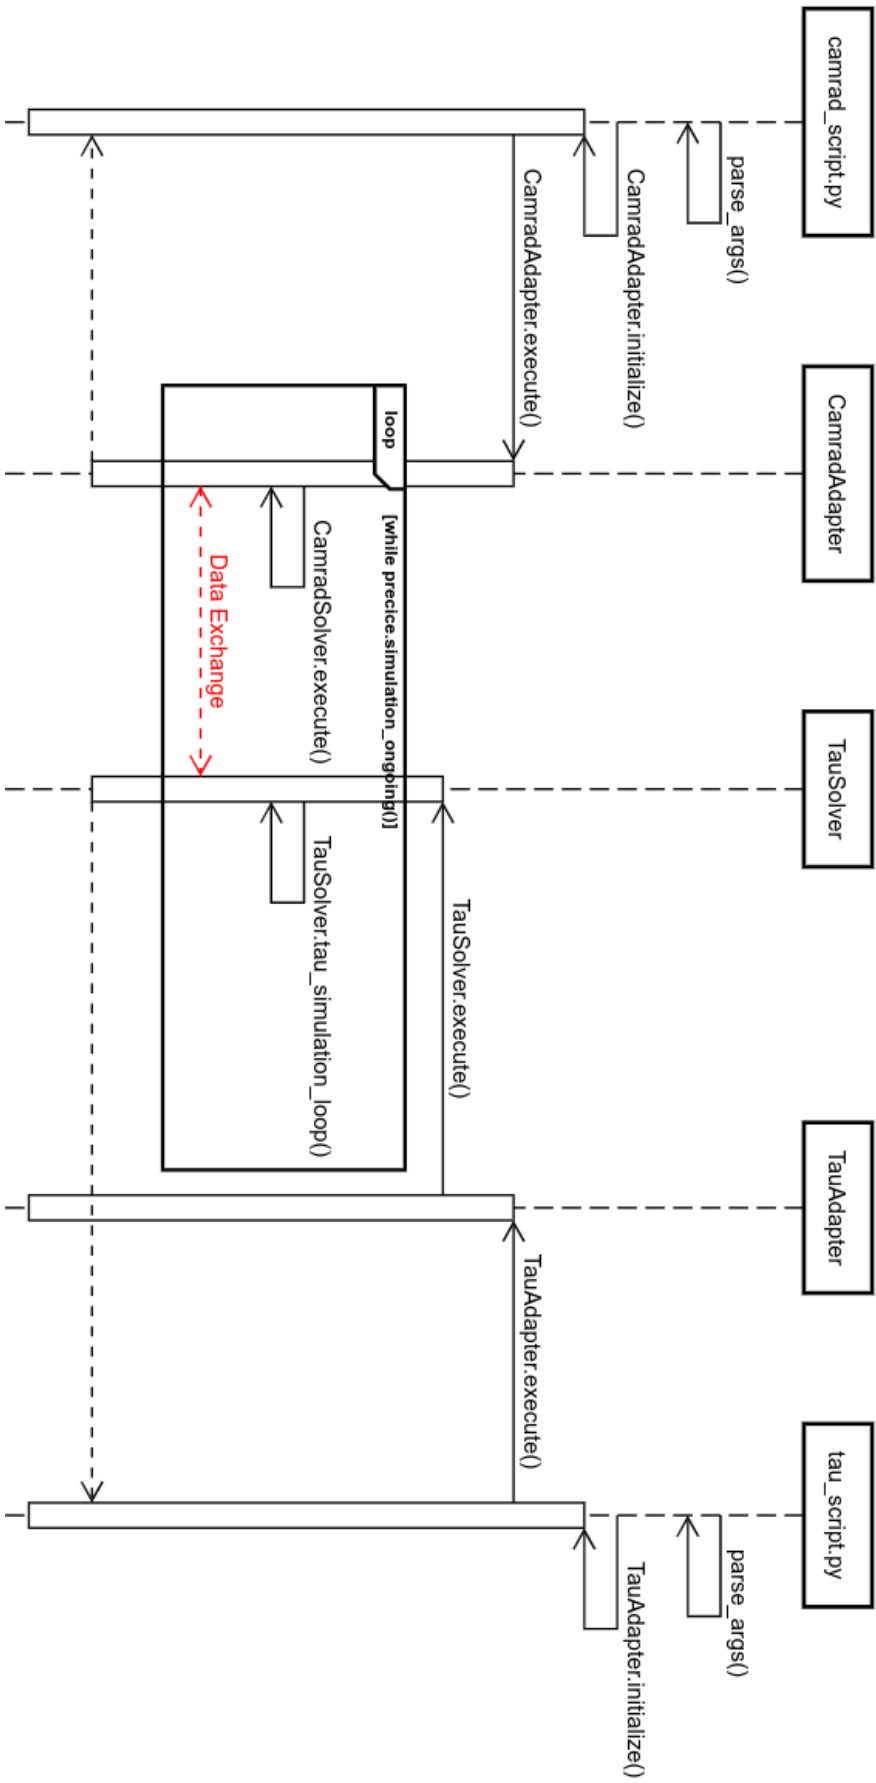 camrad_script.py
CamradAdapter
TauSolver
TauAdapter
tau_script.py
parse_args()
parse_args()
CamradAdapter.initialize()
TauAdapter.initialize()
CamradAdapter.execute()
TauAdapter.execute()
TauSolver.execute()
loop
[while precice.simulation_ongoing()]
CamradSolver.execute()
TauSolver.tau_simulation_loop()
Data Exchange